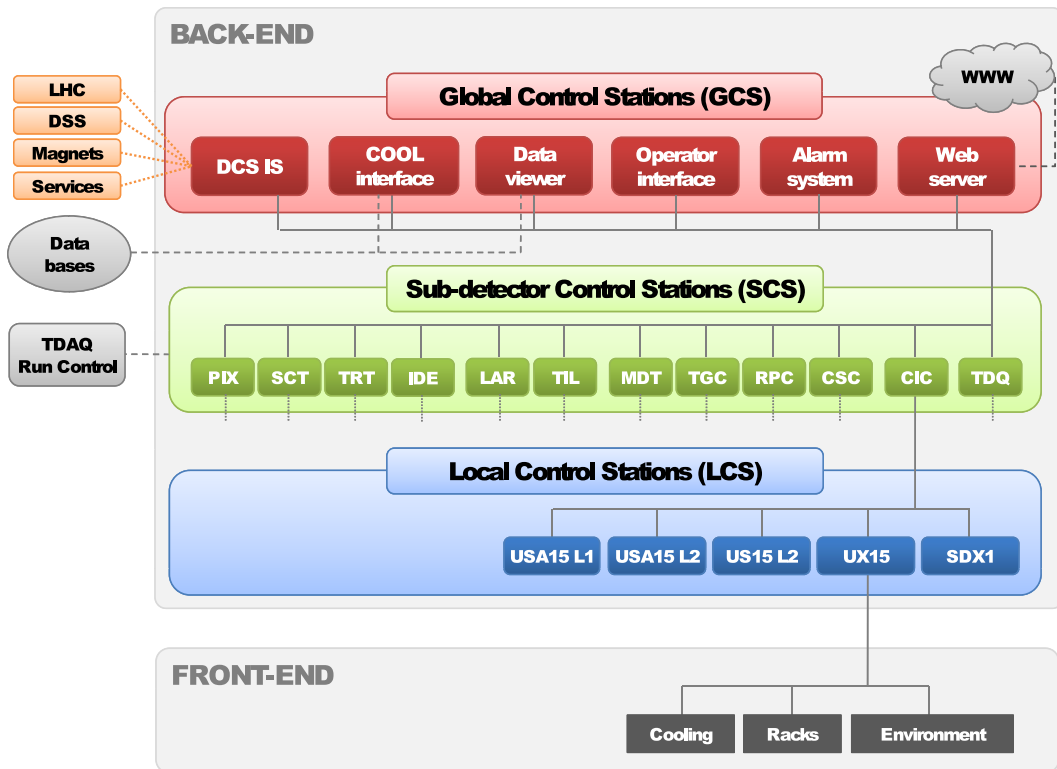 BACK-END
WWW
LHC
DSS
Magnets
Services
Global Control Stations (GCS)
DCS IS
COOL
interface
Data
viewer
Operator
interface
Alarm
system
Web
server
Data
bases
Sub-detector Control Stations (SCS)
TDAQ
Run Control
PIX
SCT
TRT
IDE
LAR
TIL
MDT
TGC
RPC
CSC
CIC
TDQ
Local Control Stations (LCS)
USA15 L1
USA15 L2
US15 L2
UX15
SDX1
FRONT-END
Cooling
Racks
Environment